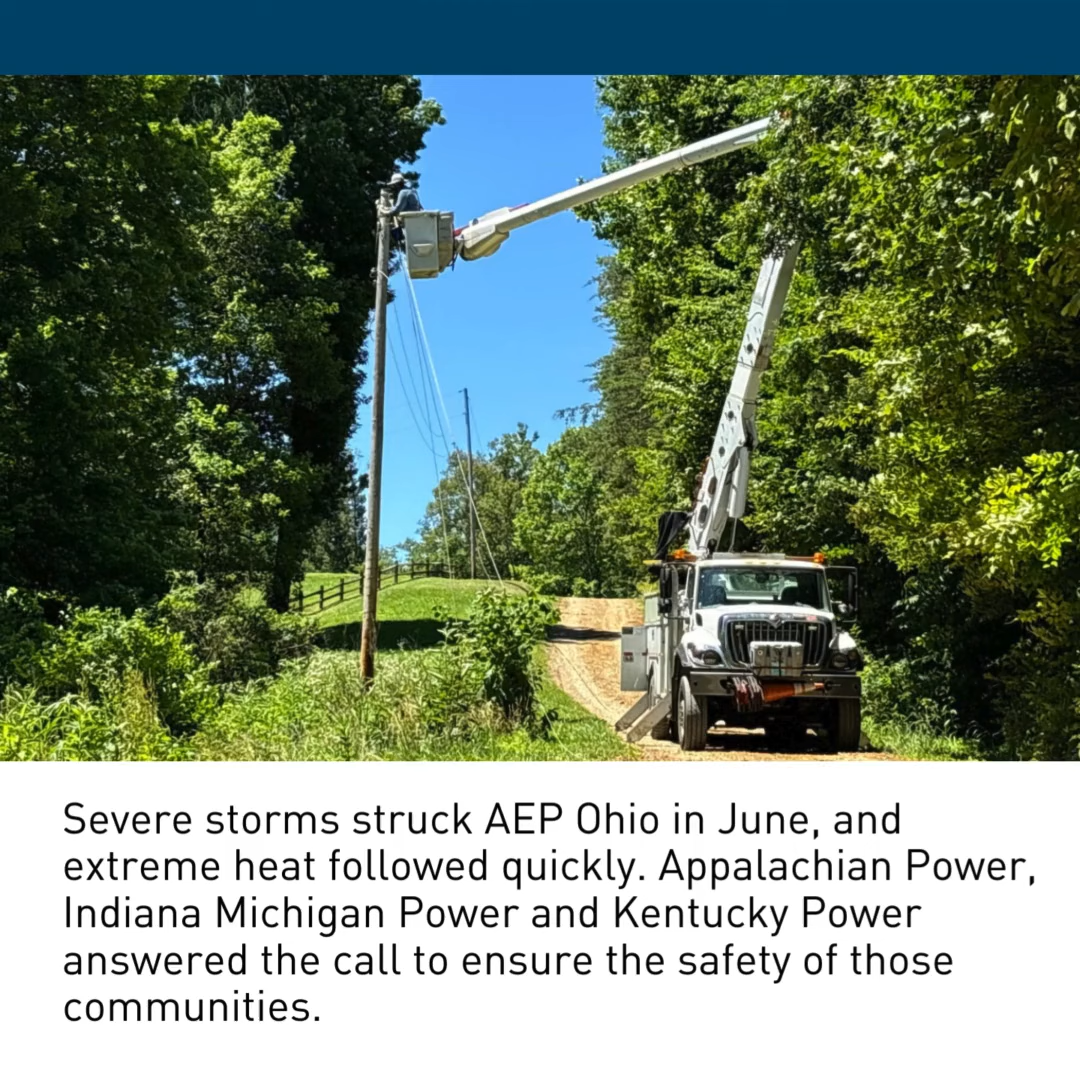 Severe storms struck AEP Ohio in June, and
extreme heat followed quickly. Appalachian Power,
Indiana Michigan Power and Kentucky Power
answered the call to ensure the safety of those
communities.